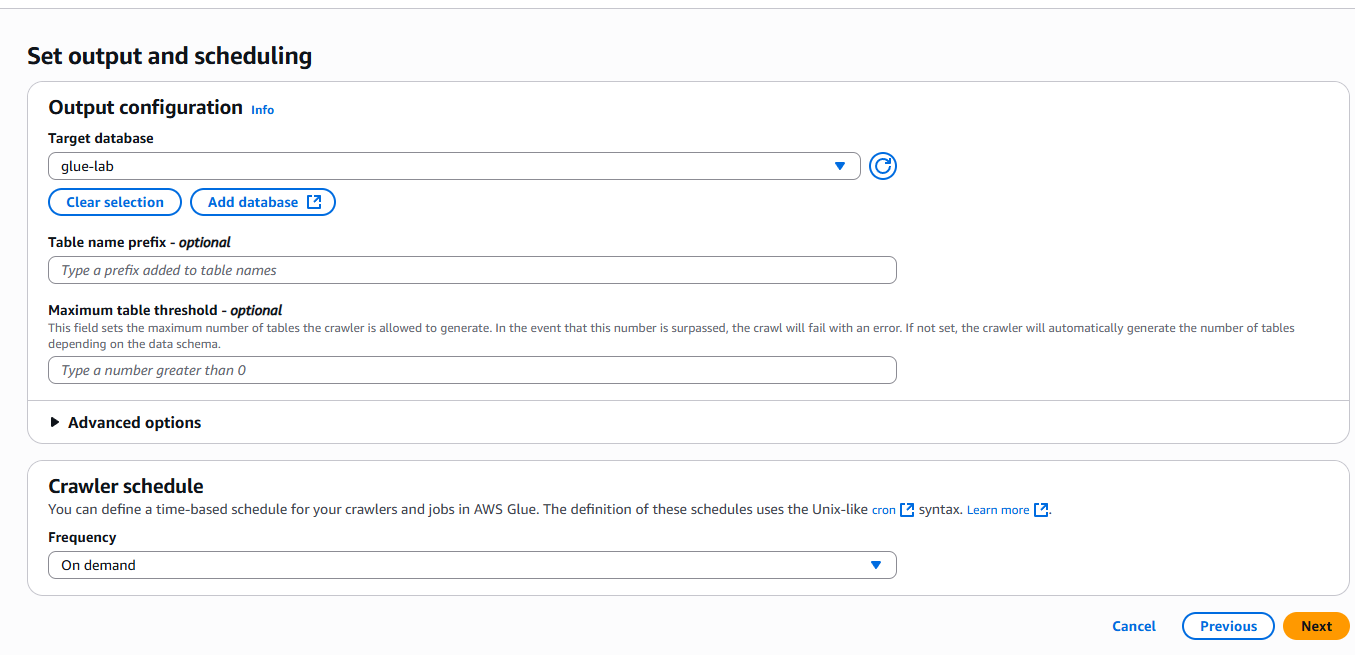 Set output and scheduling
Output configuration Info
Target database
glue-lab
Clear selection Add database
Table name prefix - optional
Type a prefix added to table names
Maximum table threshold - optional
This field sets the maximum number of tables the crawler is allowed to generate. In the event that this number is surpassed, the crawl will fail with an error. If not set, the crawler will automatically generate the number of tables
depending on the data schema.
Type a number greater than 0
Advanced options
Crawler schedule
You can define a time-based schedule for your crawlers and jobs in AWS Glue. The definition of these schedules uses the Unix-like cron syntax. Learn more.
Frequency
On demand
Cancel Previous Next